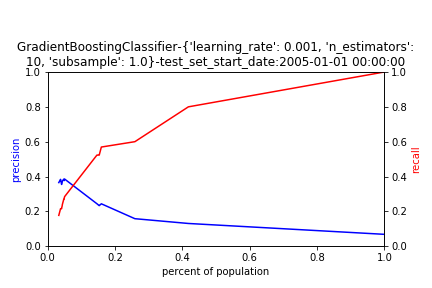 GradientBoostingClassifier-{'learning_rate': 0.001, 'n_estimators':
10, 'subsample': 1.0}-test_set_start_date:2005-01-01 00:00:00
1.0
0.8
0.6
0.4
0.2
0.0
precision
1.0
0.8
0.6
0.4
0.2
0.0
recall
0.0 0.2 0.4 0.6 0.8 1.0
percent of population